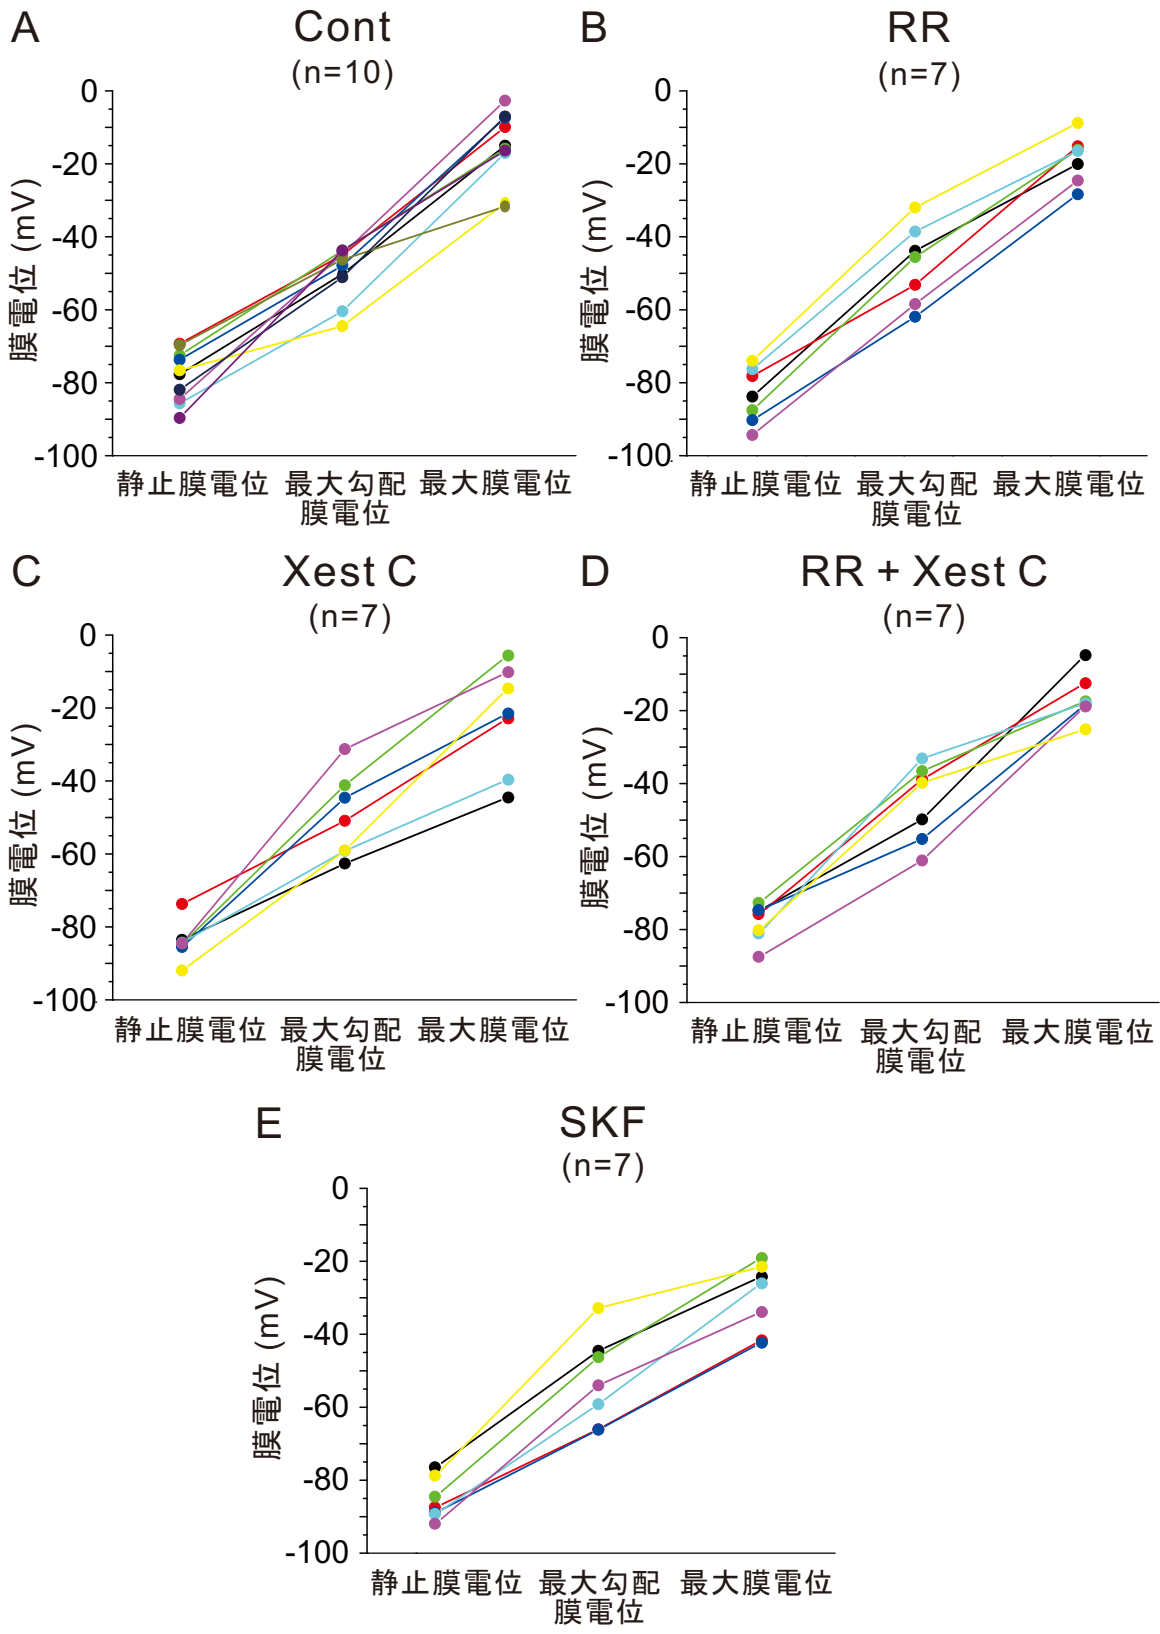 A
Cont
(n=10)
膜電位 (mV)
0
-20
-40
-60
-80
-100
静止膜電位
最大勾配
膜電位
最大膜電位
B
RR
(n=7)
膜電位 (mV)
0
-20
-40
-60
-80
-100
静止膜電位
最大勾配
膜電位
最大膜電位
C
Xest C
(n=7)
膜電位 (mV)
0
-20
-40
-60
-80
-100
静止膜電位
最大勾配
膜電位
最大膜電位
D
RR + Xest C
(n=7)
膜電位 (mV)
0
-20
-40
-60
-80
-100
静止膜電位
最大勾配
膜電位
最大膜電位
E
SKF
(n=7)
膜電位 (mV)
0
-20
-40
-60
-80
-100
静止膜電位
最大勾配
膜電位
最大膜電位